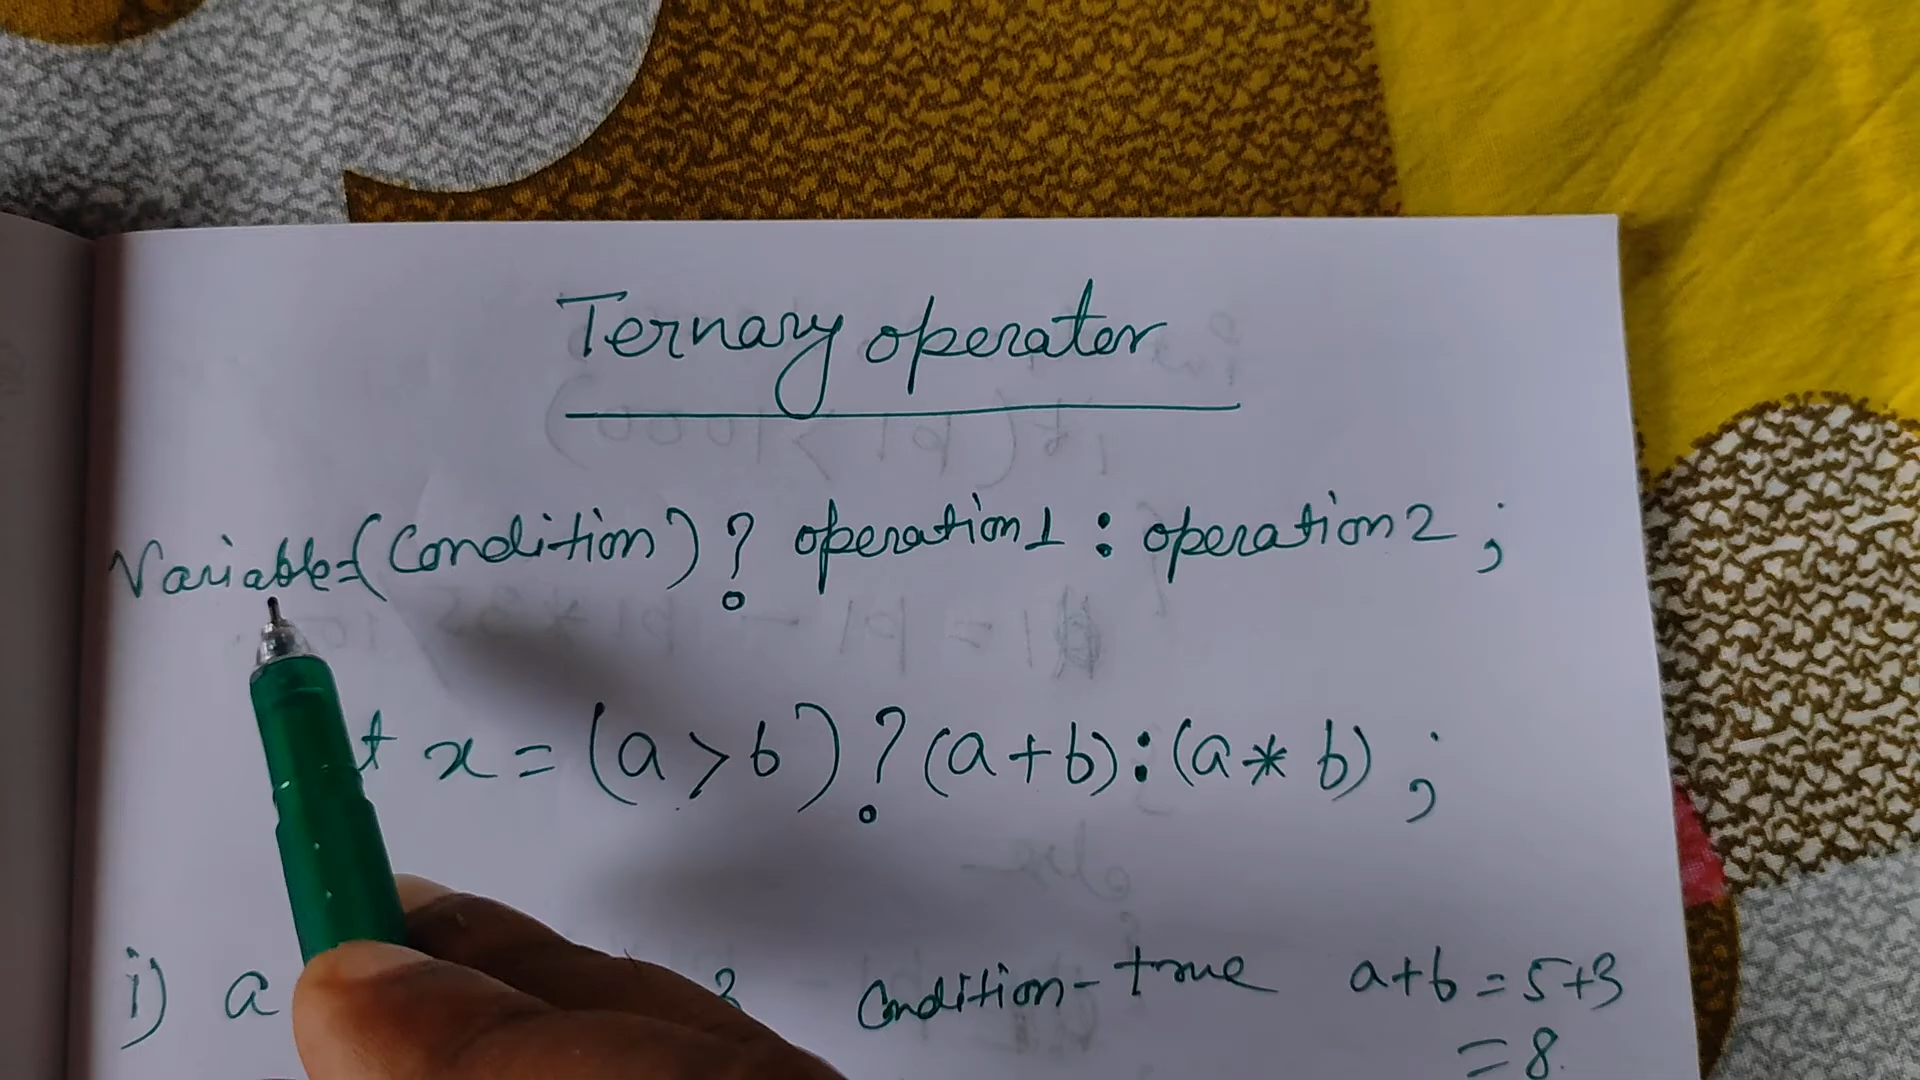 Ternary operator
Variable=(Condition) ? operation1 : operation2 ;
x = (a > b) ? (a + b) : (a * b) ;
i) a Condition - true a+b = 5+3
= 8